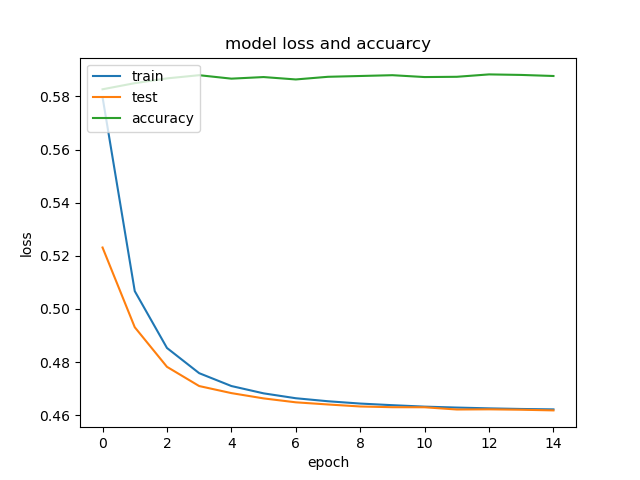 model loss and accuarcy
train
test
accuracy
0.58
0.56
0.54
0.52
0.50
0.48
0.46
loss
0 2 4 6 8 10 12 14
epoch